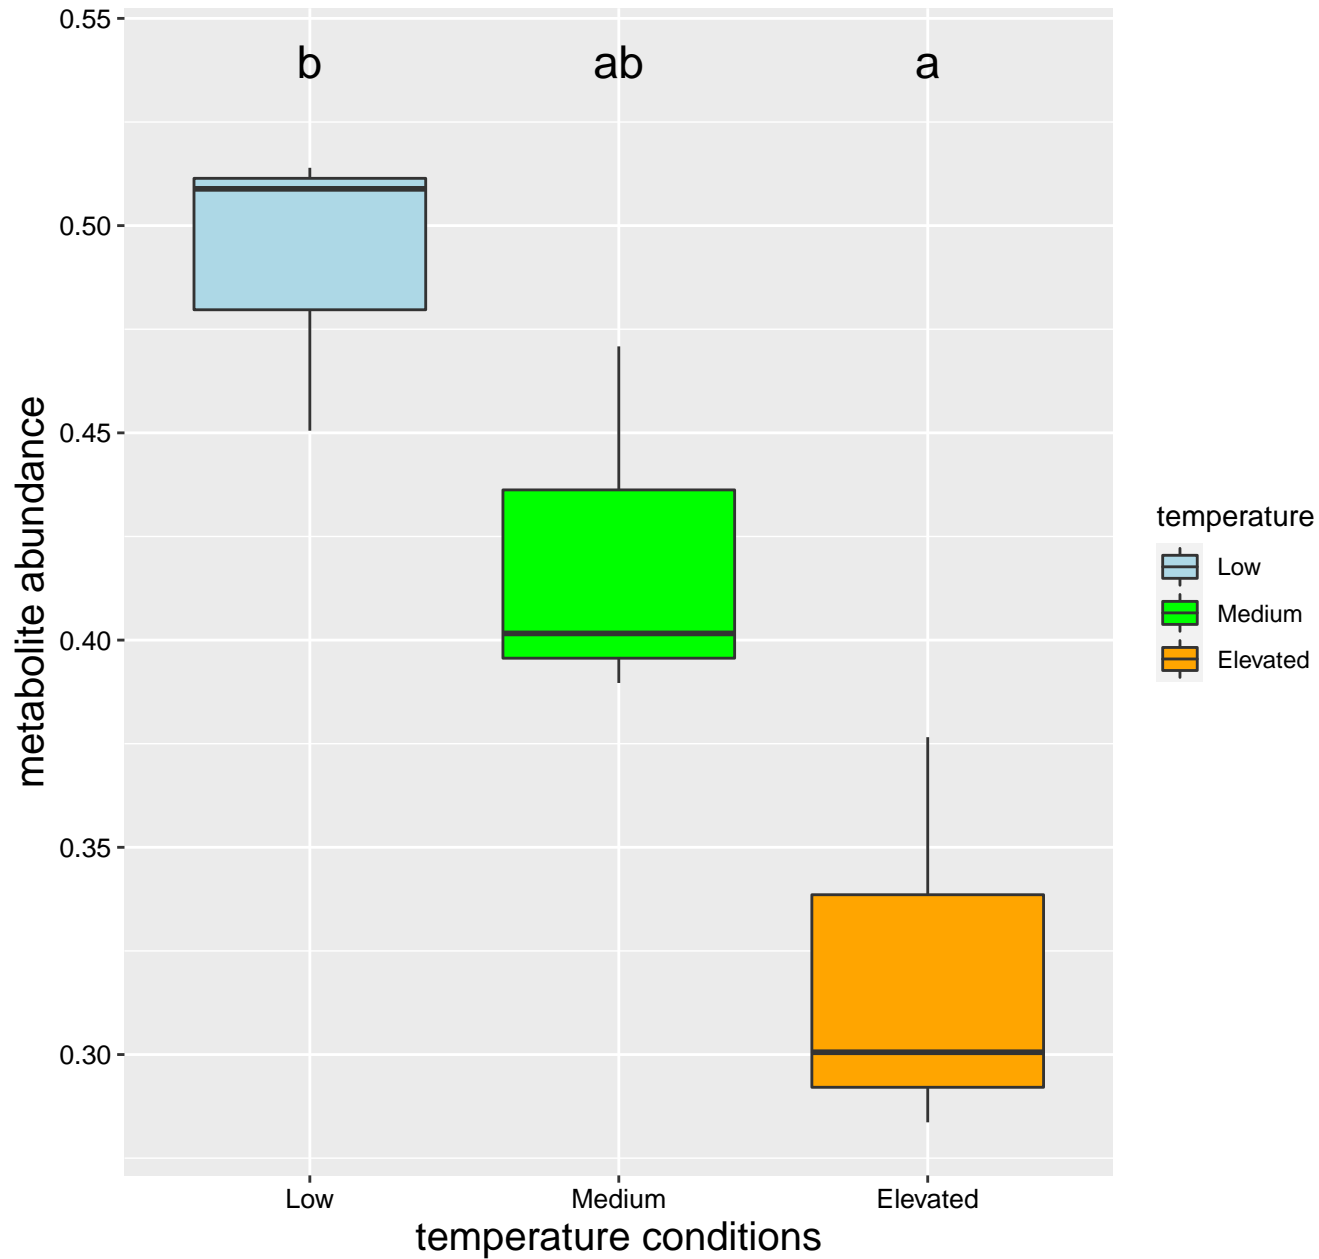 b ab a
0.55
0.50
0.45
0.40
0.35
0.30
metabolite abundance
Low Medium Elevated
temperature conditions
temperature
Low
Medium
Elevated